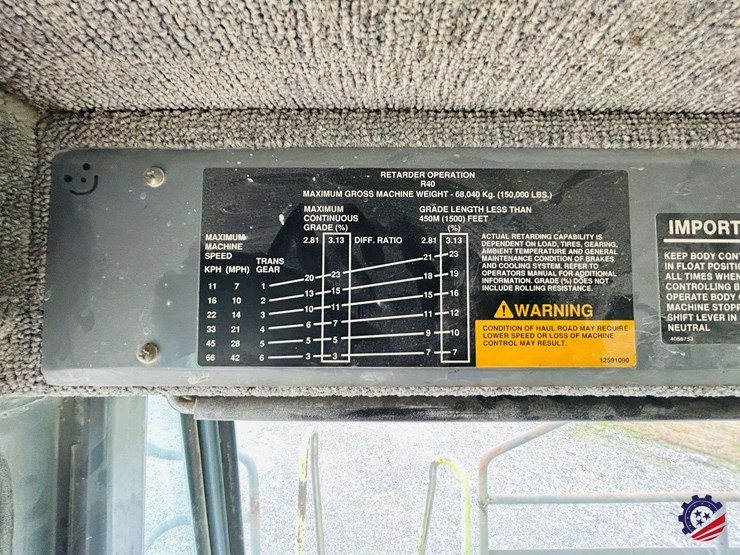 RETARDER OPERATION
R40
MAXIMUM GROSS MACHINE WEIGHT - 68,040 Kg. (150,000 LBS.)
MAXIMUM
CONTINUOUS
GRADE (%)
GRADE LENGTH LESS THAN
450M (1500) FEET
(%)
2.81 3.13 DIFF. RATIO 2.81 3.13
MAXIMUM
MACHINE
SPEED
KPH (MPH)
TRANS
GEAR
11 7 1 20 23 21 23
16 10 2 13 15 18 19
22 14 3 10 11 15 16
33 21 4 6 7 11 12
45 28 5 5 5 9 10
66 42 6 3 3 7 7
ACTUAL RETARDING CAPABILITY IS
DEPENDENT ON LOAD, TIRES, GEARING,
AMBIENT TEMPERATURE AND GENERAL
MAINTENANCE CONDITION OF BRAKES
AND COOLING SYSTEM. REFER TO
OPERATORS MANUAL FOR ADDITIONAL
INFORMATION. GRADE (%) DOES NOT
INCLUDE ROLLING RESISTANCE.
WARNING
CONDITION OF HAUL ROAD MAY REQUIRE
LOWER SPEED OR LOSS OF MACHINE
CONTROL MAY RESULT.
12591090
IMPORT
KEEP BODY CONT
IN FLOAT POSITIO
ALL TIMES WHEN
CONTROLLING B
OPERATE BODY
MACHINE STOPP
SHIFT LEVER IN
NEUTRAL
4086753